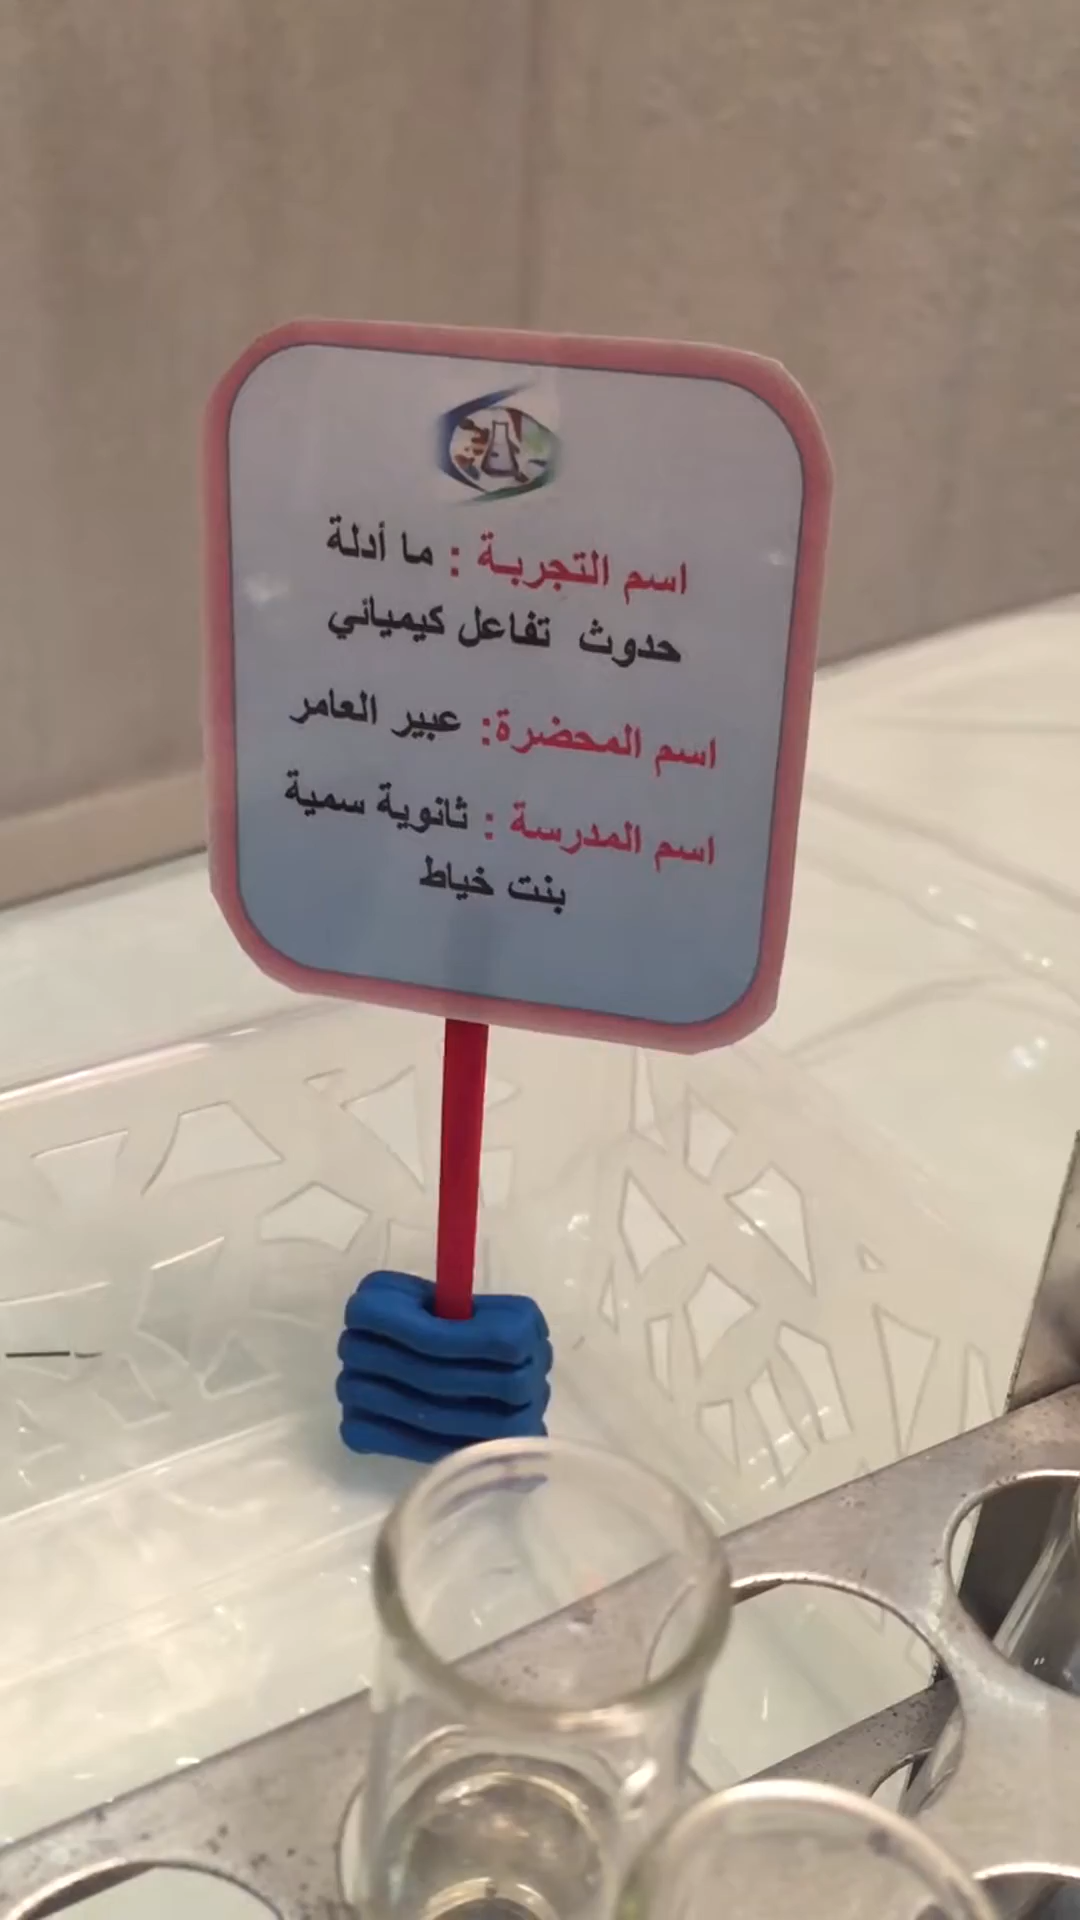 اسم التجربة : ما أدلة
حدوث تفاعل كيميائي
اسم المحضرة: عبير العامر
اسم المدرسة : ثانوية سمية
بنت خياط